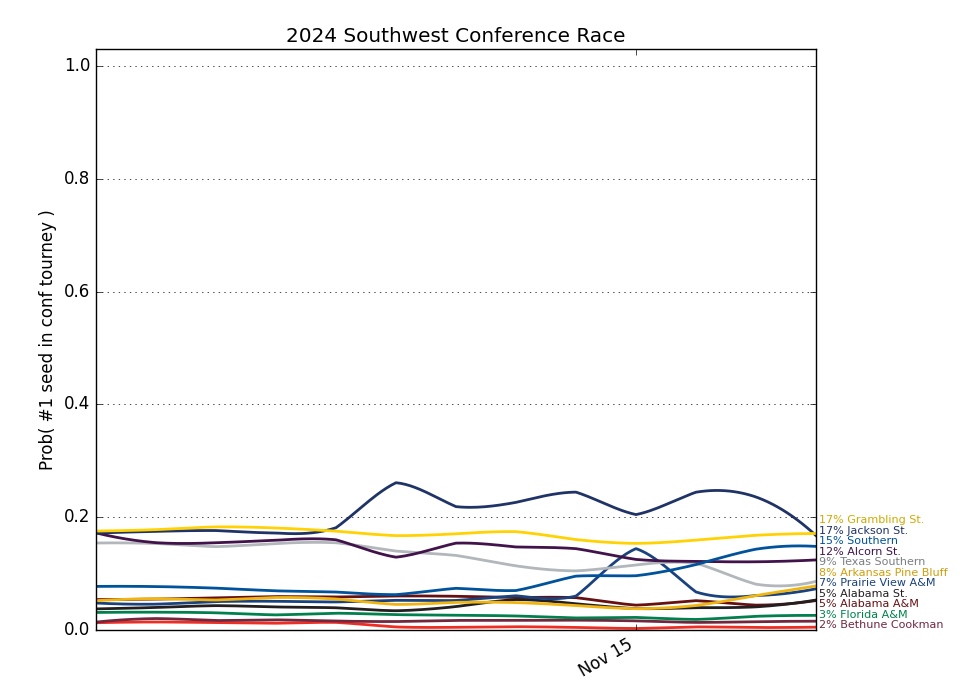 2024 Southwest Conference Race
Prob( #1 seed in conf tourney )
1.0
0.8
0.6
0.4
0.2
0.0
Nov 15
17% Grambling St.
17% Jackson St.
15% Southern
12% Alcorn St.
9% Texas Southern
8% Arkansas Pine Bluff
7% Prairie View A&M
5% Alabama St.
5% Alabama A&M
3% Florida A&M
2% Bethune Cookman